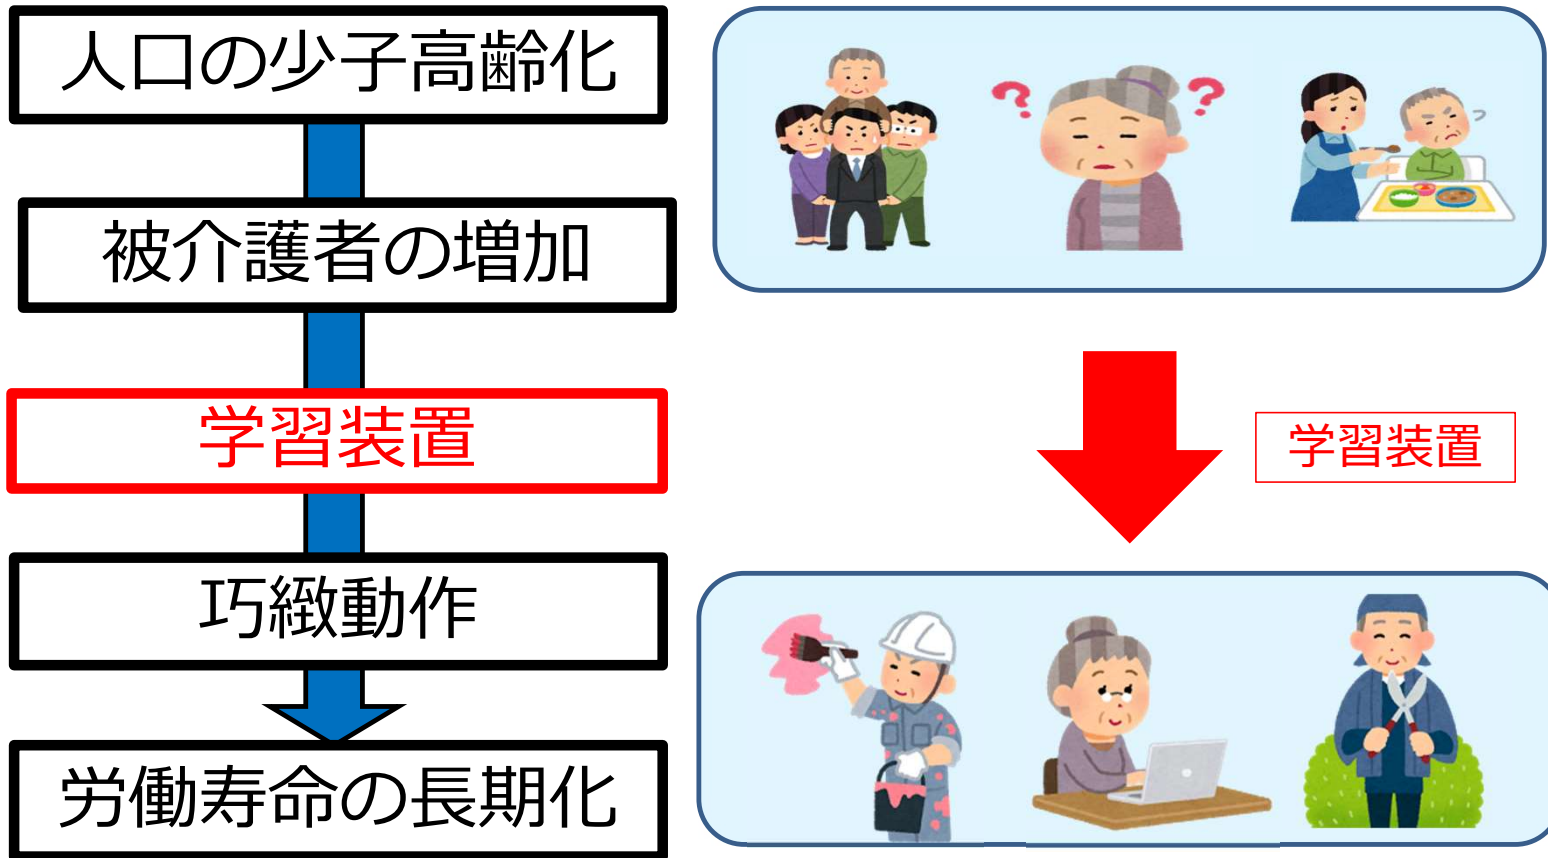 人口の少子高齢化
被介護者の増加
学習装置
巧緻動作
労働寿命の長期化
? ?
学習装置